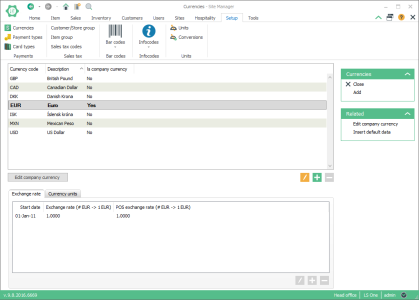 Currencies - Site Manager
Home Item Sales Inventory Customers Users Sites Hospitality Setup Tools
Currencies
Payment types
Card types
Payments
Customer/Store group
Item group
Sales tax codes
Sales tax
Bar codes
Bar codes
Infocodes
Infocodes
Units
Conversions
Units
Currency code Description Is company currency
GBP British Pound No
CAD Canadian Dollar No
DKK Danish Krona No
EUR Euro Yes
ISK Íslensk króna No
MXN Mexican Peso No
USD US Dollar No
Edit company currency
Currencies
Close
Add
Related
Edit company currency
Insert default data
Exchange rate Currency units
Start date Exchange rate (# EUR -> 1 EUR) POS exchange rate (# EUR -> 1 EUR)
01-Jan-11 1.0000 1.0000
Head office LS One admin